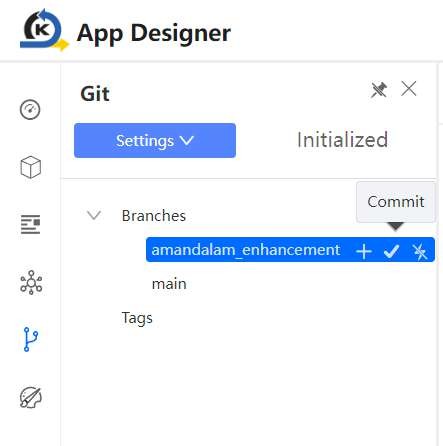 K
App Designer
Git
Settings
Initialized
Commit
Branches
amandalam_enhancement
main
Tags